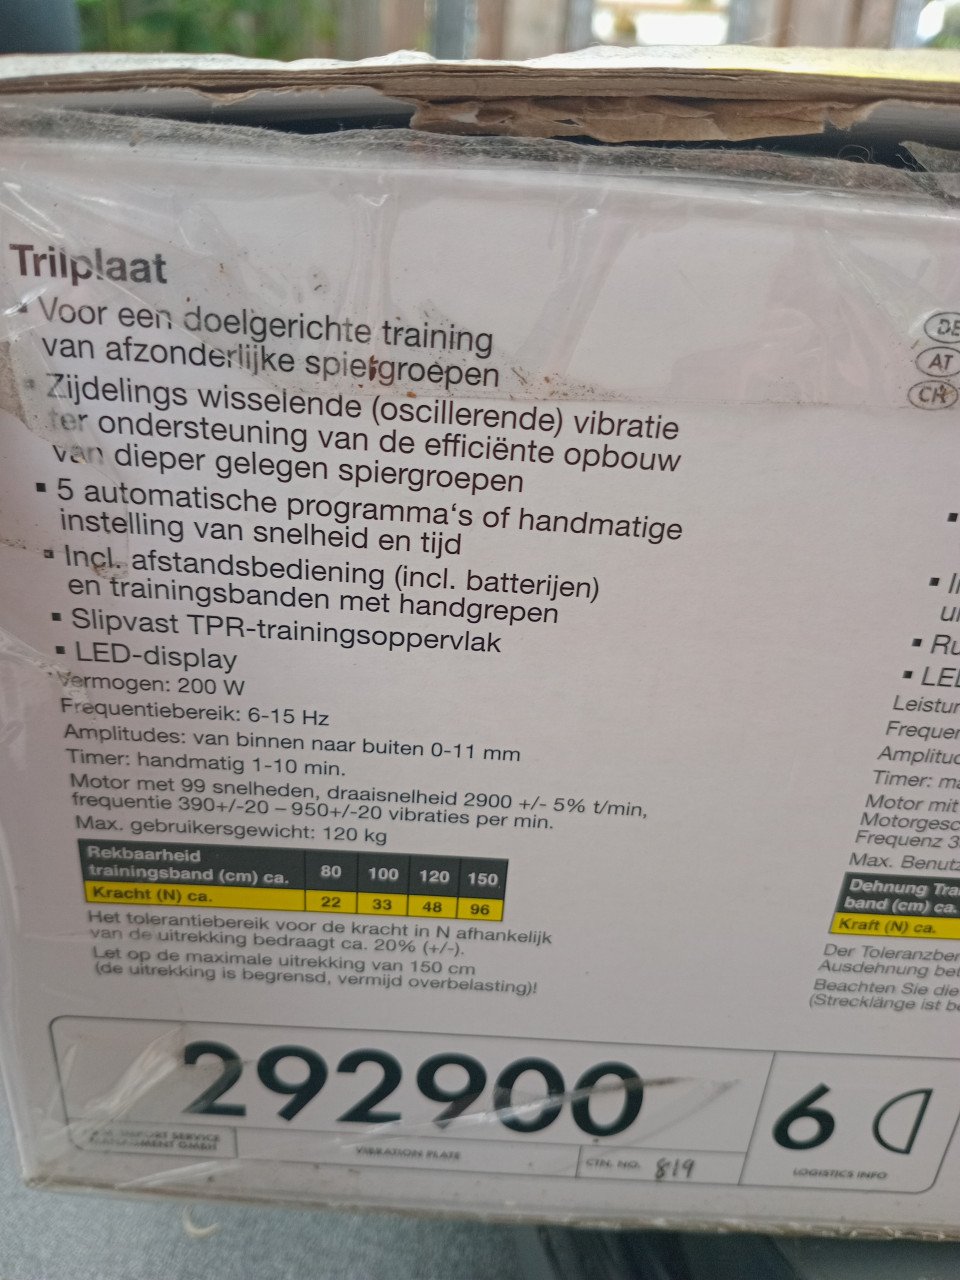 Trilplaat
▪ Voor een doelgerichte training
van afzonderlijke spiergroepen
▪ Zijdelings wisselende (oscillerende) vibratie
ter ondersteuning van de efficiënte opbouw
van dieper gelegen spiergroepen
▪ 5 automatische programma's of handmatige
instelling van snelheid en tijd
▪ Incl. afstandsbediening (incl. batterijen)
en trainingsbanden met handgrepen
▪ Slipvast TPR-trainingsoppervlak
▪ LED-display
Vermogen: 200 W
Frequentiebereik: 6-15 Hz
Amplitudes: van binnen naar buiten 0-11 mm
Timer: handmatig 1-10 min.
Motor met 99 snelheden, draaisnelheid 2900 +/- 5% t/min,
frequentie 390+/-20 – 950+/-20 vibraties per min.
Max. gebruikersgewicht: 120 kg
Rekbaarheid
trainingsband (cm) ca. 80 100 120 150
Kracht (N) ca. 22 33 48 96
Het tolerantiebereik voor de kracht in N afhankelijk
van de uitrekking bedraagt ca. 20% (+/-).
Let op de maximale uitrekking van 150 cm
(de uitrekking is begrensd, vermijd overbelasting)!
DE
AT
CH
▪
▪
▪ Ru
▪ LED
Leistun
Frequen
Amplitud
Timer: ma
Motor mit
Motorgesc
Frequenz 3
Max. Benutz
Dehnung Tra
band (cm) ca.
Kraft (N) ca.
Der Toleranzber
Ausdehnung bet
Beachten Sie die
(Strecklänge ist be
292900
6
SERVICE
GMBH
VIBRATION PLATE
CTN. NO. 819
LOGISTICS INFO